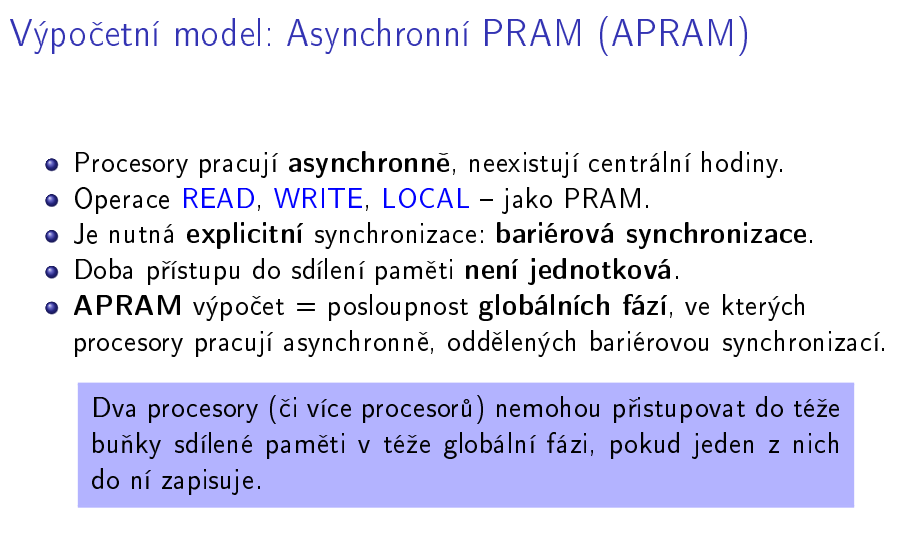 Výpočetní model: Asynchronní PRAM (APRAM)
Procesory pracují asynchronně, neexistují centrální hodiny.
Operace READ, WRITE, LOCAL – jako PRAM.
Je nutná explicitní synchronizace: bariérová synchronizace.
Doba přístupu do sdílení paměti není jednotková.
APRAM výpočet = posloupnost globálních fází, ve kterých
procesory pracují asynchronně, oddělených bariérovou synchronizací.
Dva procesory (či více procesorů) nemohou přistupovat do téže
buňky sdílené paměti v téže globální fázi, pokud jeden z nich
do ní zapisuje.